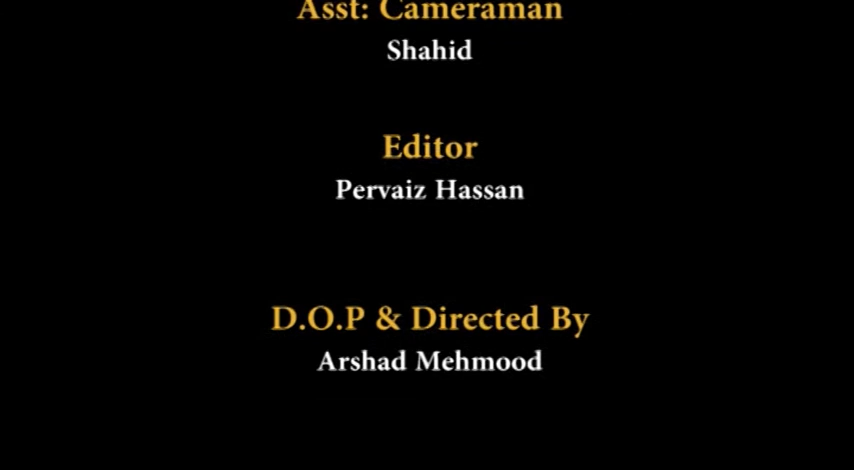 Asst: Cameraman
Shahid
Editor
Pervaiz Hassan
D.O.P & Directed By
Arshad Mehmood